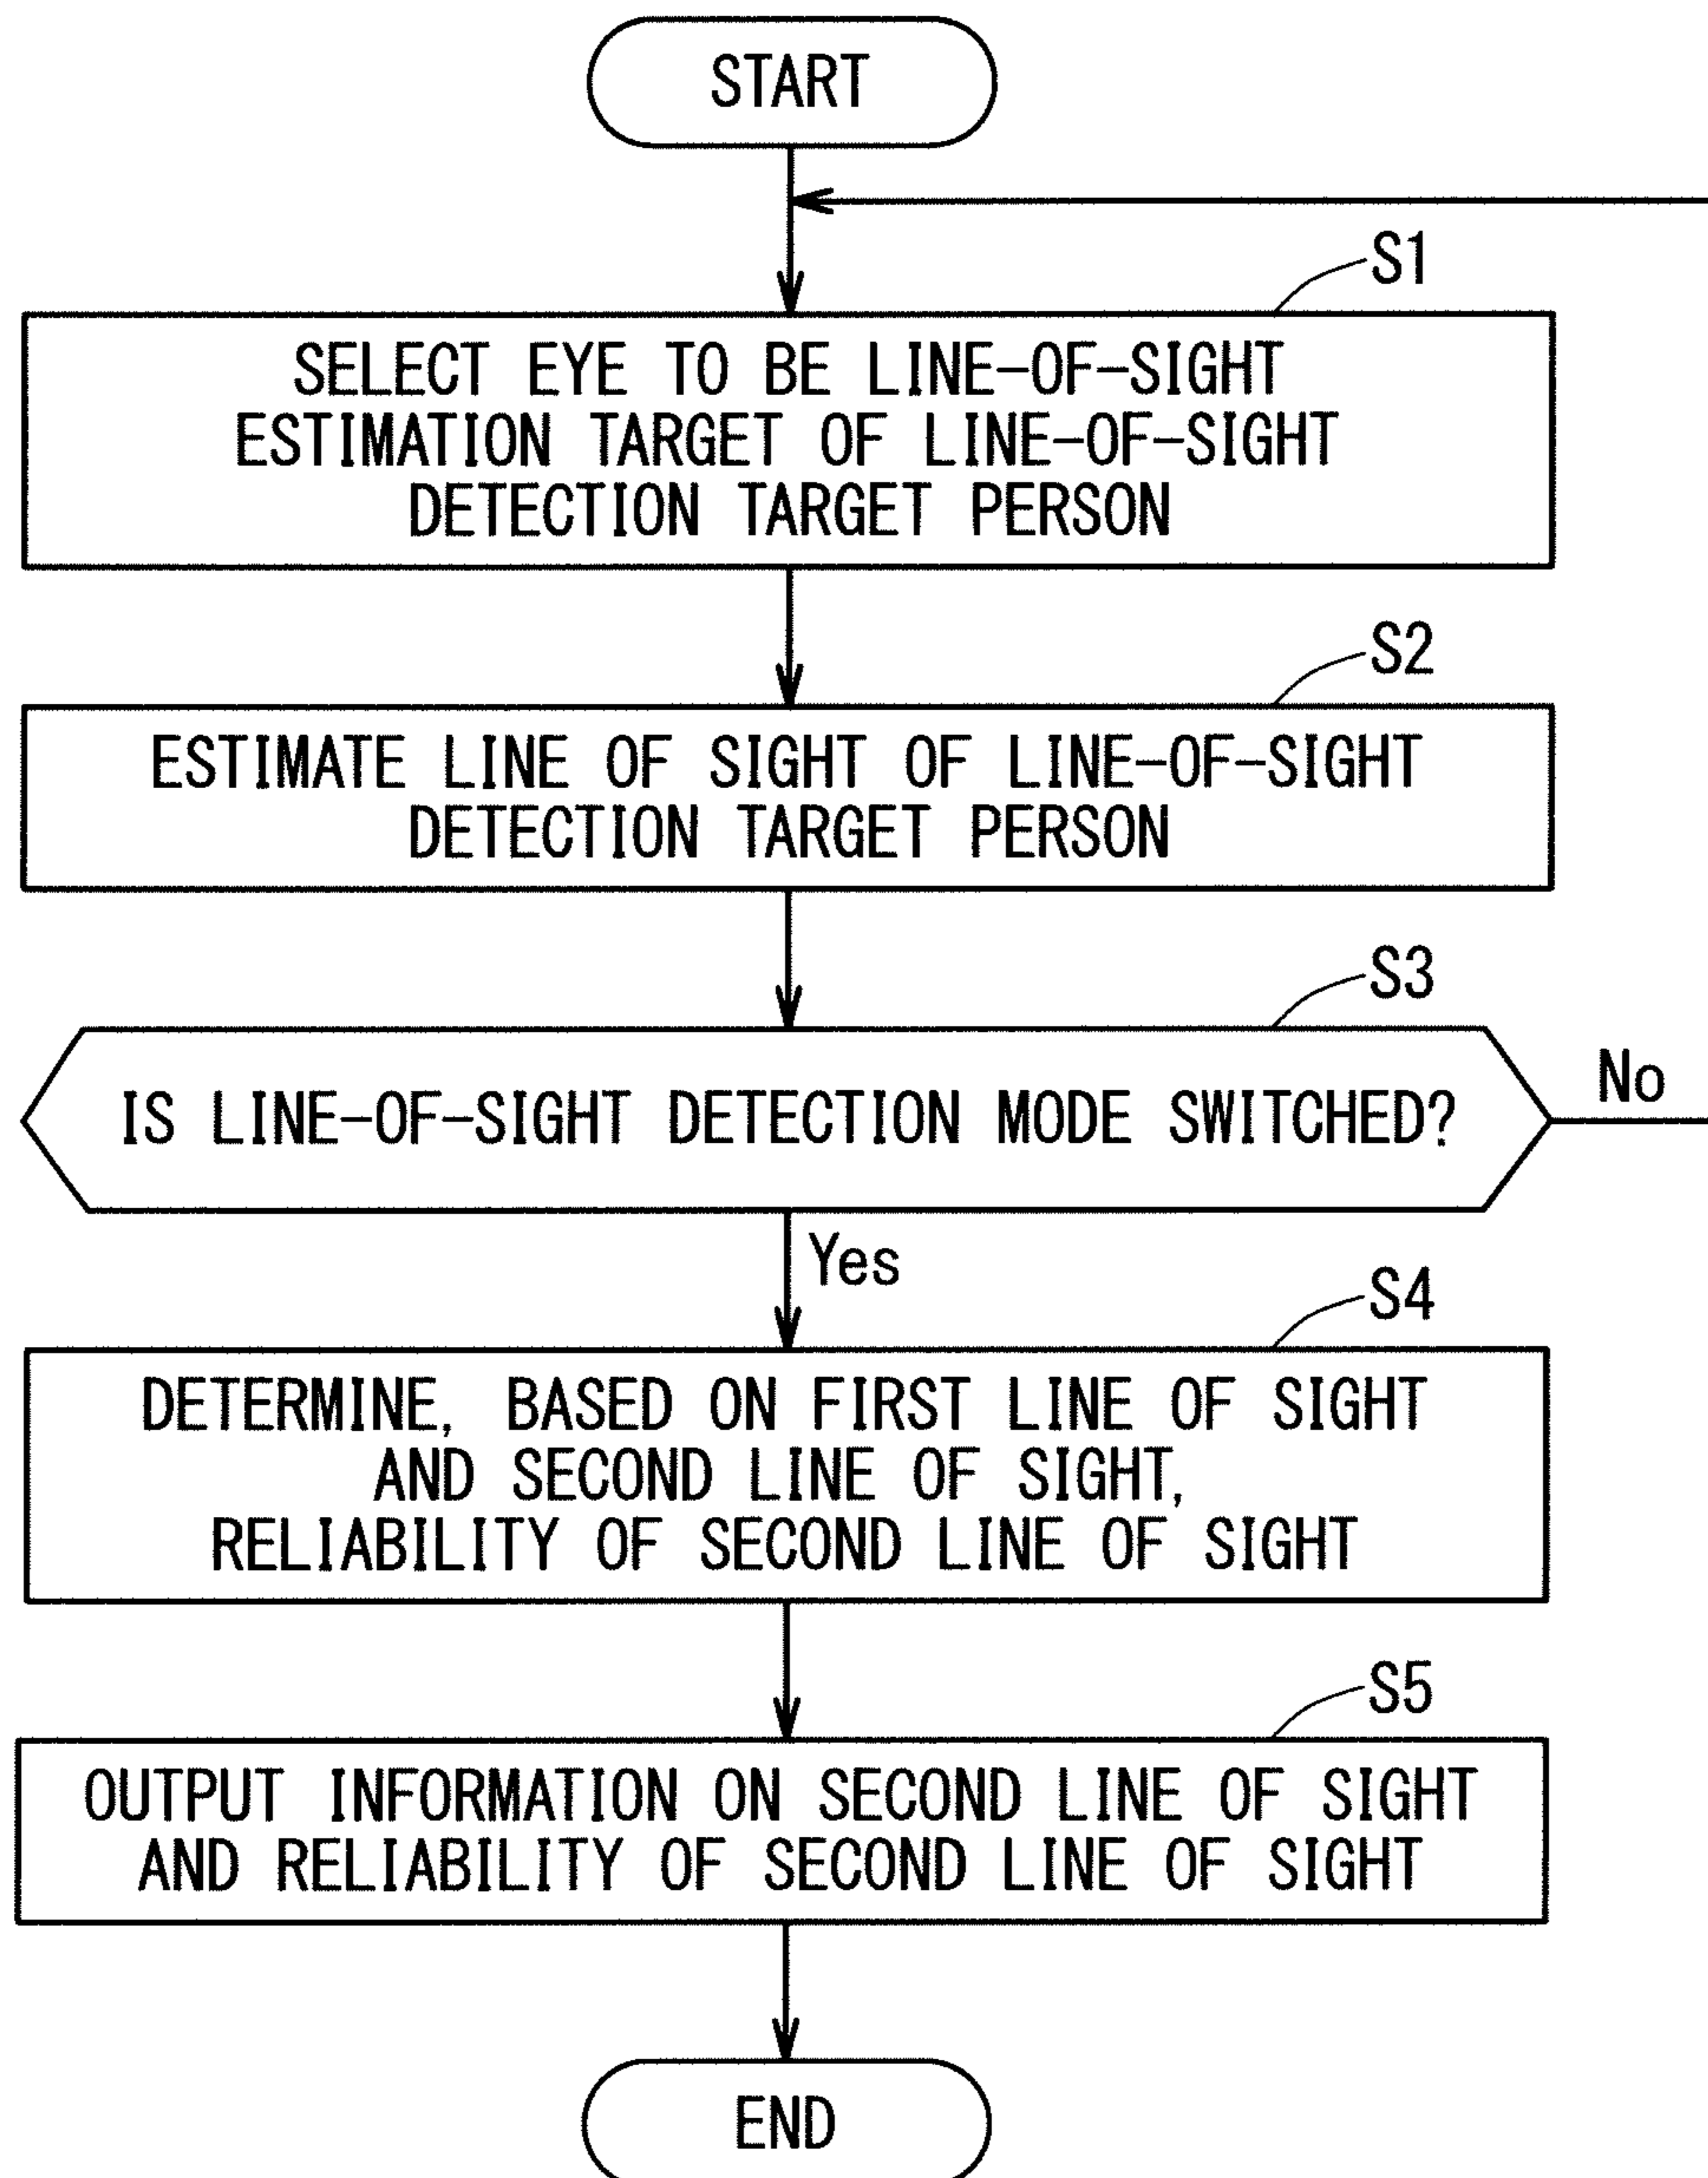 START
S1
SELECT EYE TO BE LINE-OF-SIGHT
ESTIMATION TARGET OF LINE-OF-SIGHT
DETECTION TARGET PERSON
S2
ESTIMATE LINE OF SIGHT OF LINE-OF-SIGHT
DETECTION TARGET PERSON
S3
IS LINE-OF-SIGHT DETECTION MODE SWITCHED?
No
Yes
S4
DETERMINE, BASED ON FIRST LINE OF SIGHT
AND SECOND LINE OF SIGHT,
RELIABILITY OF SECOND LINE OF SIGHT
S5
OUTPUT INFORMATION ON SECOND LINE OF SIGHT
AND RELIABILITY OF SECOND LINE OF SIGHT
END